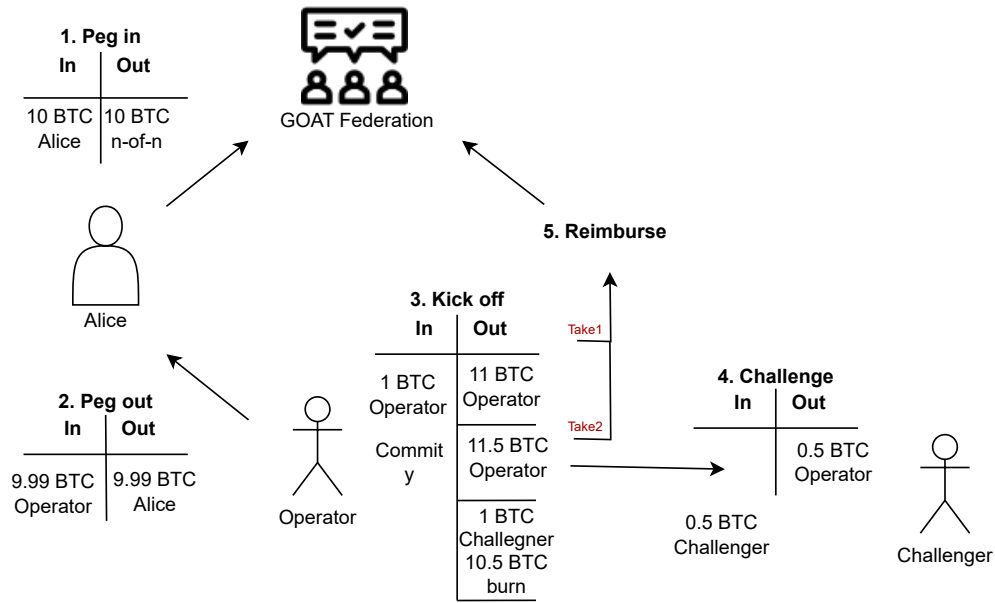 1. Peg in
In Out
10 BTC 10 BTC
Alice n-of-n
GOAT Federation
Alice
5. Reimburse
3. Kick off
In Out
Take1
1 BTC
Operator
11 BTC
Operator
Commit
y
Take2
11.5 BTC
Operator
1 BTC
Challegner
10.5 BTC
burn
2. Peg out
In Out
9.99 BTC 9.99 BTC
Operator Alice
Operator
4. Challenge
In Out
0.5 BTC
Operator
0.5 BTC
Challenger
Challenger